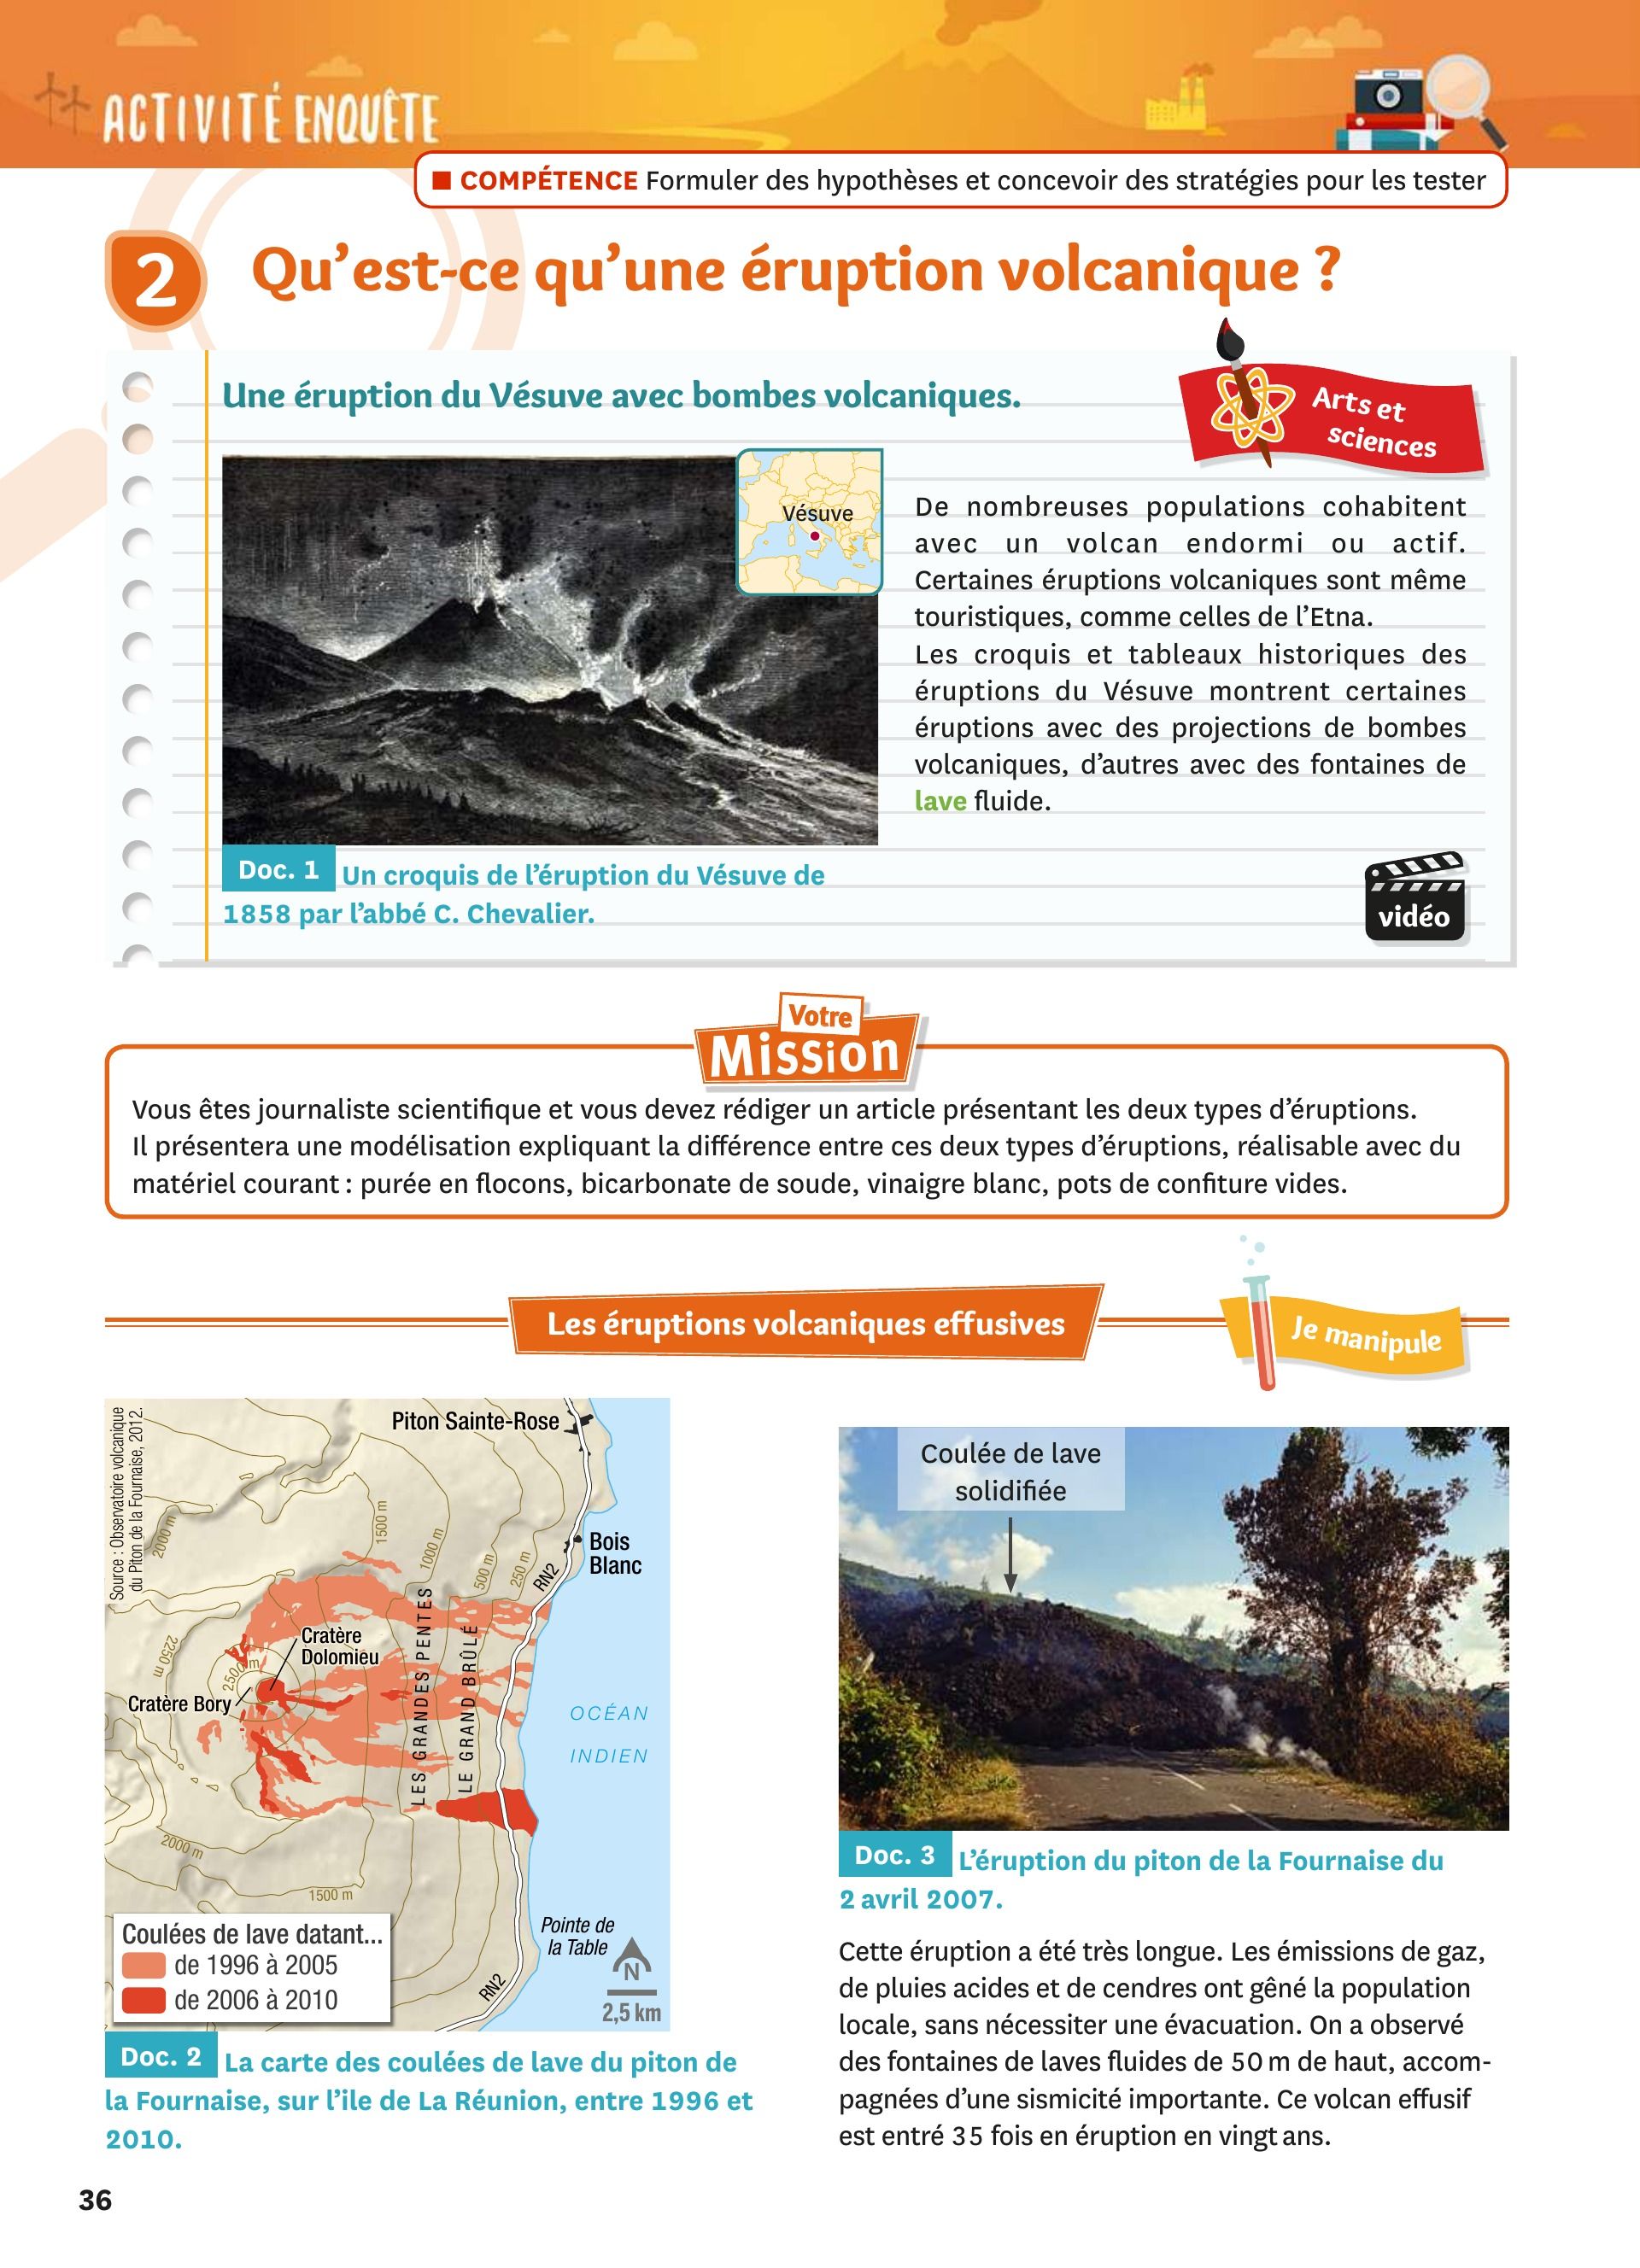 ACTIVITÉ ENQUÊTE
■ COMPÉTENCE Formuler des hypothèses et concevoir des stratégies pour les tester
2 Qu'est-ce qu'une éruption volcanique ?
Une éruption du Vésuve avec bombes volcaniques.
Arts et
sciences
Vésuve
De nombreuses populations cohabitent
avec un volcan endormi ou actif.
Certaines éruptions volcaniques sont même
touristiques, comme celles de l'Etna.
Les croquis et tableaux historiques des
éruptions du Vésuve montrent certaines
éruptions avec des projections de bombes
volcaniques, d'autres avec des fontaines de
lave fluide.
Doc. 1 Un croquis de l'éruption du Vésuve de
1858 par l'abbé C. Chevalier.
vidéo
Votre
Mission
Vous êtes journaliste scientifique et vous devez rédiger un article présentant les deux types d'éruptions.
Il présentera une modélisation expliquant la différence entre ces deux types d'éruptions, réalisable avec du
matériel courant : purée en flocons, bicarbonate de soude, vinaigre blanc, pots de confiture vides.
Les éruptions volcaniques effusives
Je manipule
Source : Observatoire volcanique
du Piton de la Fournaise, 2012.
Piton Sainte-Rose
2000 m
1500 m
1000 m
500 m
250 m
RN2
Bois
Blanc
Cratère
Dolomieu
2250 m
2500 m
Cratère Bory
LES GRANDES PENTES
LE GRAND BRÛLÉ
OCÉAN
INDIEN
2000 m
1500 m
Pointe de
la Table
RN2
N
2,5 km
Coulées de lave datant...
de 1996 à 2005
de 2006 à 2010
Doc. 2 La carte des coulées de lave du piton de
la Fournaise, sur l'ile de La Réunion, entre 1996 et
2010.
Coulée de lave
solidifiée
Doc. 3 L'éruption du piton de la Fournaise du
2 avril 2007.
Cette éruption a été très longue. Les émissions de gaz,
de pluies acides et de cendres ont gêné la population
locale, sans nécessiter une évacuation. On a observé
des fontaines de laves fluides de 50 m de haut, accom-
pagnées d'une sismicité importante. Ce volcan effusif
est entré 35 fois en éruption en vingt ans.
36